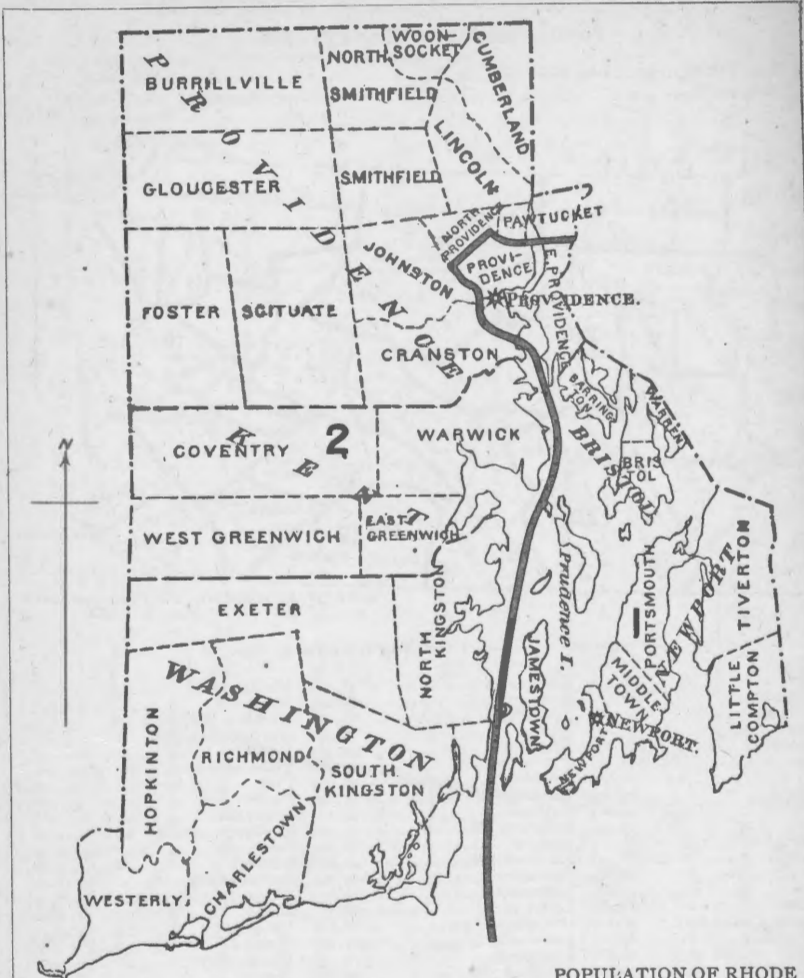 WOON-
SOCKET
NORTH
SMITHFIELD
CUMBERLAND
BURRILLVILLE
PROVIDENCE
GLOUCESTER
SMITHFIELD
LINCOLN
NORTH
PROVIDENCE
PAWTUCKET
JOHNSTON
PROVI-
DENCE
E. PROVIDENCE
PROVIDENCE.
FOSTER
SCITUATE
CRANSTON
BARRING
TON
WARREN
COVENTRY
2
KENT
WARWICK
BRISTOL
BRIS
TOL
N
WEST GREENWICH
EAST
GREENWICH
EXETER
NORTH
KINGSTON
Prudence I.
JAMESTOWN
PORTSMOUTH
1
NEWPORT
TIVERTON
MIDDLE
TOWN
LITTLE
COMPTON
NEWPORT.
NEWPORT
WASHINGTON
HOPKINTON
RICHMOND
SOUTH
KINGSTON
CHARLESTOWN
WESTERLY
POPULATION OF RHODE